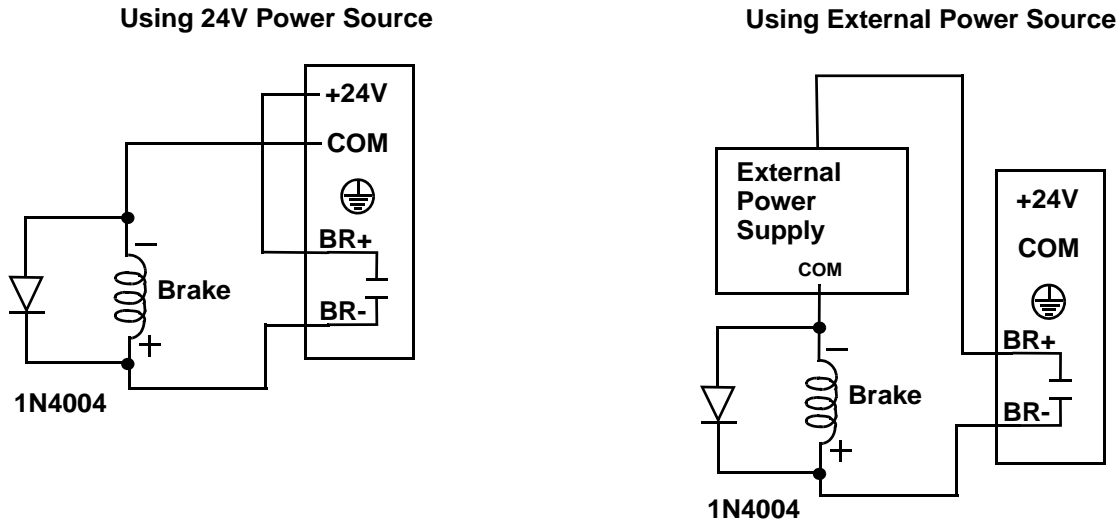 Using 24V Power Source
+24V
COM
BR+
BR-
−
Brake
+
1N4004
Using External Power Source
External
Power
Supply
COM
+24V
COM
BR+
BR-
−
Brake
+
1N4004